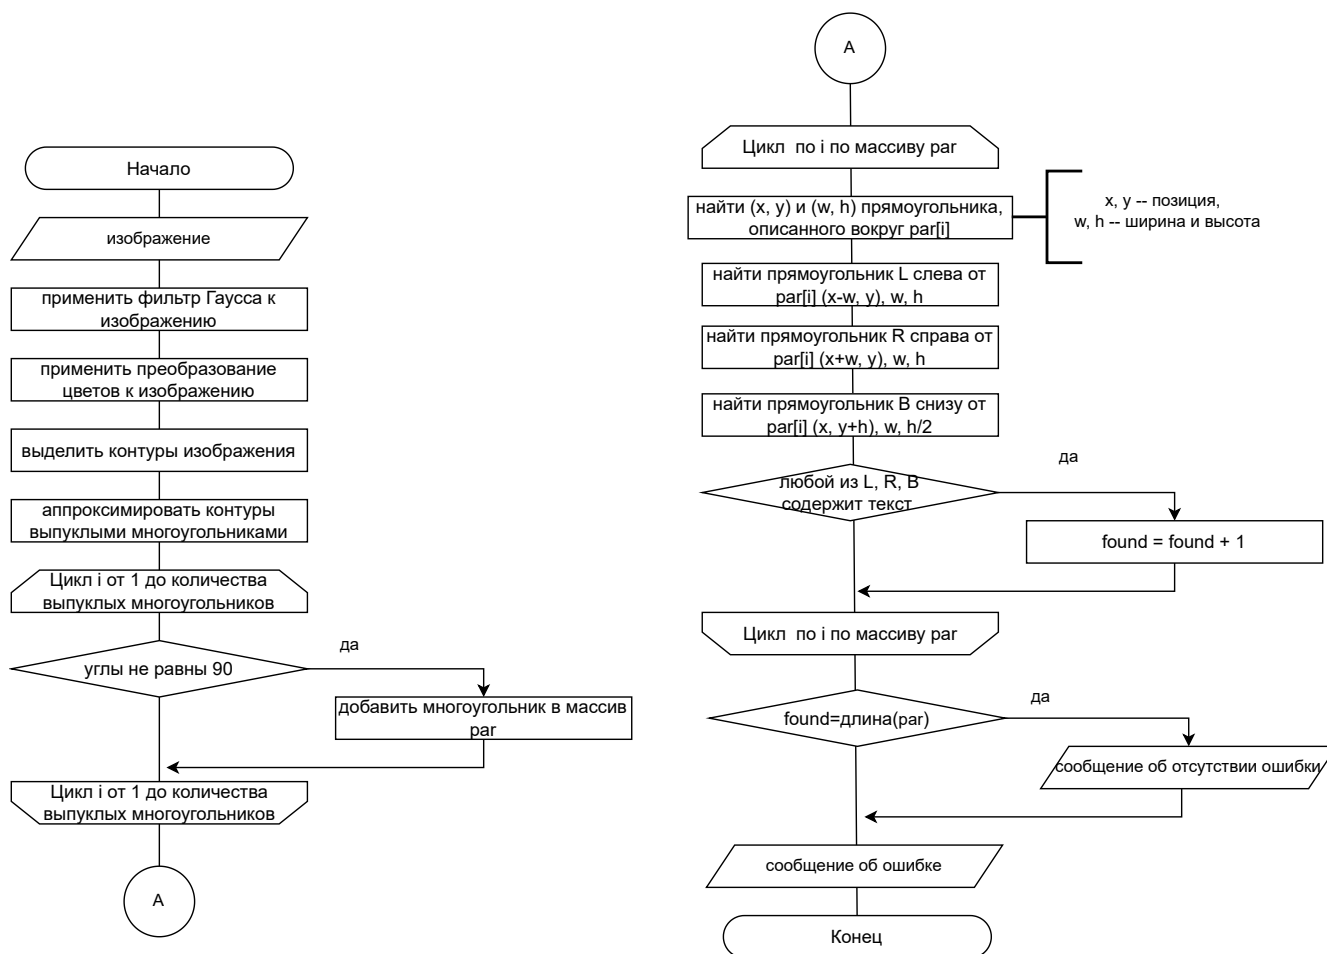 Начало
изображение
применить фильтр Гаусса к
изображению
применить преобразование
цветов к изображению
выделить контуры изображения
аппроксимировать контуры
выпуклыми многоугольниками
Цикл i от 1 до количества
выпуклых многоугольников
углы не равны 90
да
добавить многоугольник в массив
par
Цикл i от 1 до количества
выпуклых многоугольников
A
A
Цикл по i по массиву par
найти (x, y) и (w, h) прямоугольника,
описанного вокруг par[i]
x, y -- позиция,
w, h -- ширина и высота
найти прямоугольник L слева от
par[i] (x-w, y), w, h
найти прямоугольник R справа от
par[i] (x+w, y), w, h
найти прямоугольник B снизу от
par[i] (x, y+h), w, h/2
любой из L, R, B
содержит текст
да
found = found + 1
Цикл по i по массиву par
found=длина(par)
да
сообщение об отсутствии ошибки
сообщение об ошибке
Конец